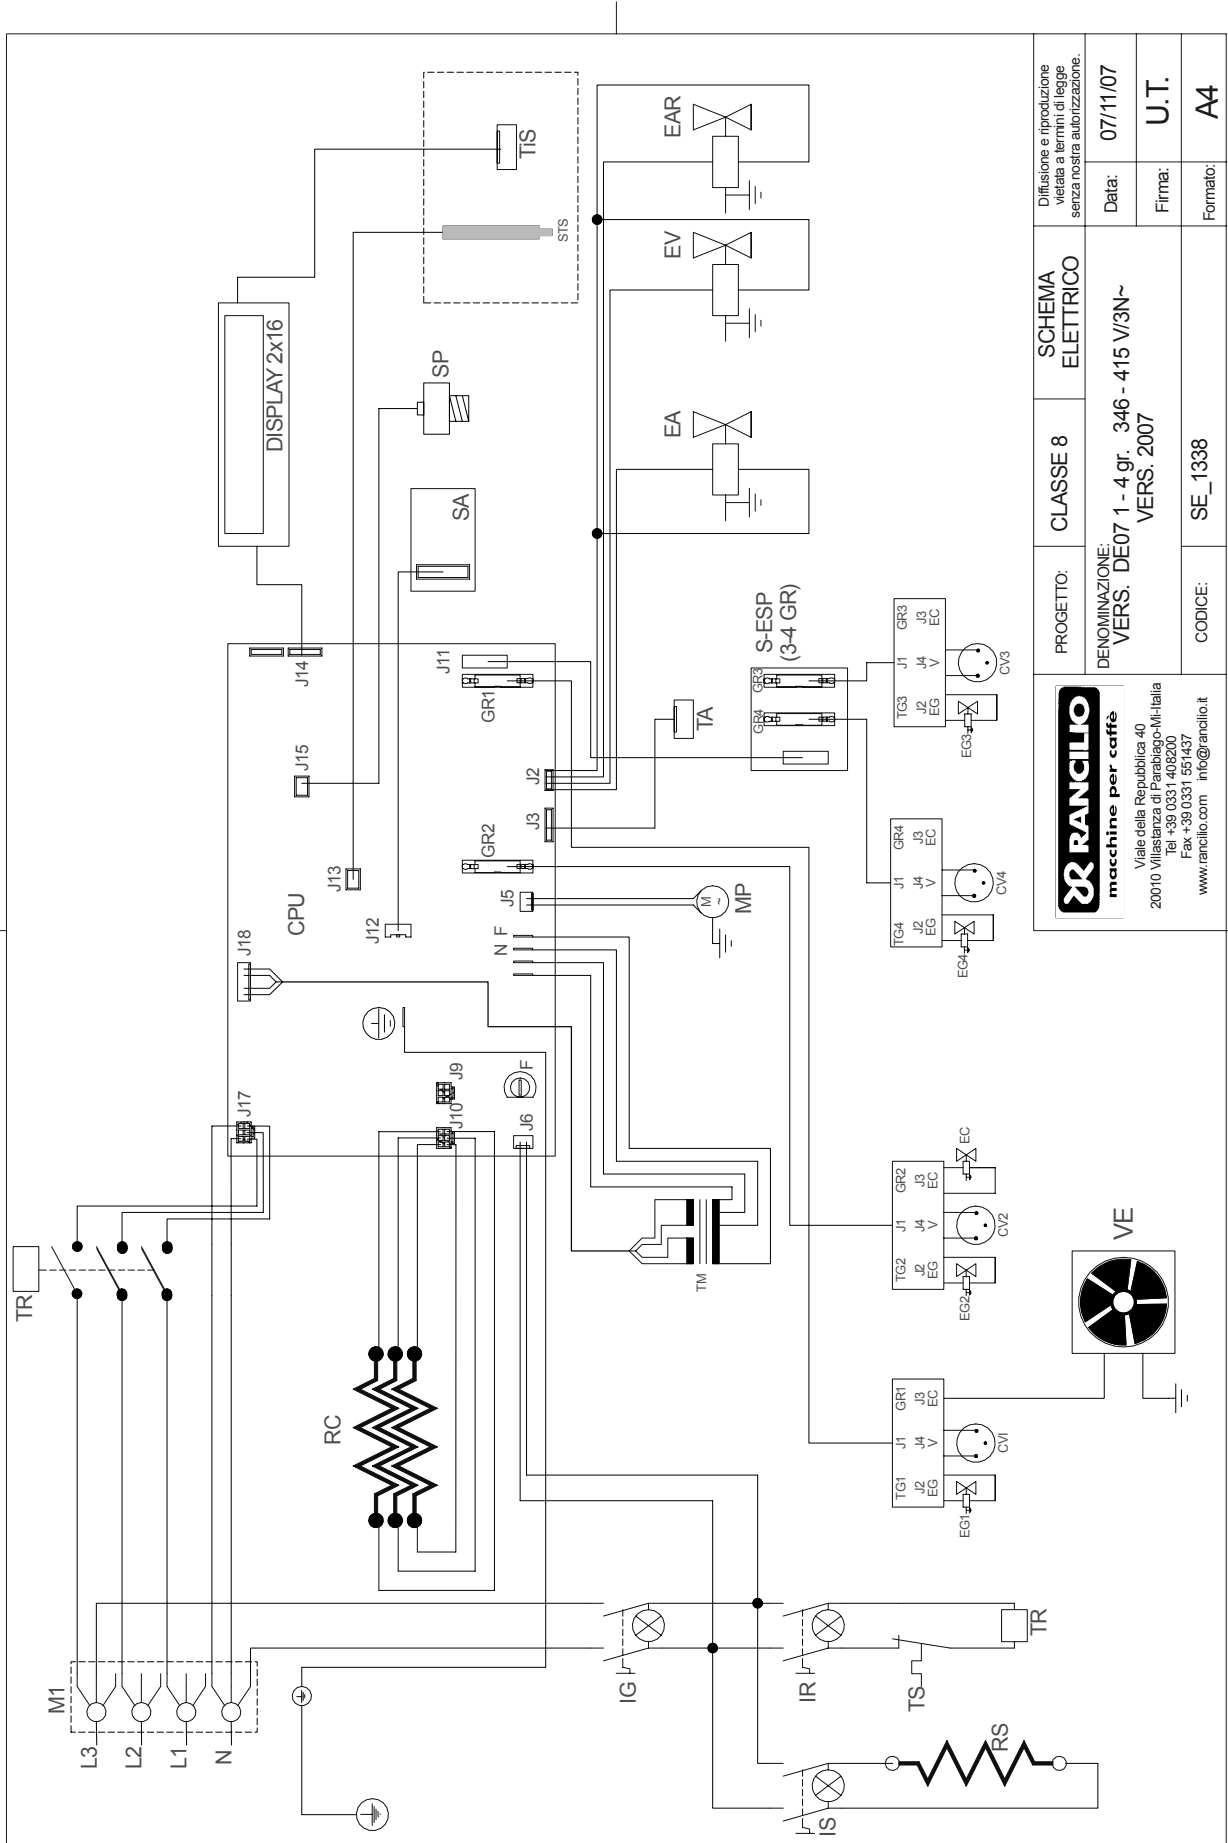 TR
M1
L3
L2
L1
N
J17
J18
CPU
J13
J15
J14
J12
RC
J10
J9
J6
F
N F
J5
GR2
J3
J2
GR1
J11
DISPLAY 2x16
SA
SP
STS
TiS
TM
MP
TA
S-ESP
(3-4 GR)
GR4
GR3
EA
EV
EAR
IG
IR
IS
TS
TR
RS
TG1 J1 GR1
J2 J4 J3
EG V EC
EG1
CVI
VE
TG2 J1 GR2
J2 J4 J3
EG V EC
EG2
CV2
EC
TG4 J1 GR4
J2 J4 J3
EG V EC
EG4
CV4
TG3 J1 GR3
J2 J4 J3
EG V EC
EG3
CV3
RANCILIO
macchine per caffè
Viale della Repubblica 40
20010 Villastanza di Parabiago-Mi-Italia
Tel +39 0331 408200
Fax +39 0331 551437
www.rancilio.com info@rancilio.it
PROGETTO:
CLASSE 8
SCHEMA
ELETTRICO
Diffusione e riproduzione
vietata a termini di legge
senza nostra autorizzazione.
DENOMINAZIONE:
VERS. DE07 1 - 4 gr. 346 - 415 V/3N~
VERS. 2007
Data:
07/11/07
Firma:
U.T.
CODICE:
SE_1338
Formato:
A4